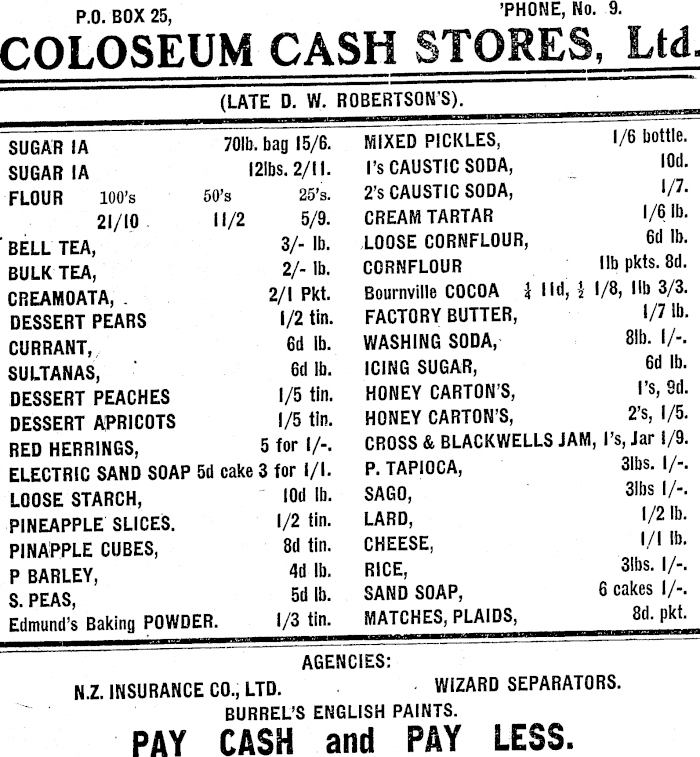 P.O. BOX 25,
'PHONE, No. 9.
COLOSEUM CASH STORES, Ltd.
(LATE D. W. ROBERTSON'S).
SUGAR 1A 70lb. bag 15/6.
SUGAR 1A 12lbs. 2/11.
FLOUR 100's 50's 25's.
21/10 11/2 5/9.
BELL TEA, 3/- lb.
BULK TEA, 2/- lb.
CREAMOATA, 2/1 Pkt.
DESSERT PEARS 1/2 tin.
CURRANT, 6d lb.
SULTANAS, 6d lb.
DESSERT PEACHES 1/5 tin.
DESSERT APRICOTS 1/5 tin.
RED HERRINGS, 5 for 1/-.
ELECTRIC SAND SOAP 5d cake 3 for 1/1.
LOOSE STARCH, 10d lb.
PINEAPPLE SLICES. 1/2 tin.
PINAPPLE CUBES, 8d tin.
P BARLEY, 4d lb.
S. PEAS, 5d lb.
Edmund's Baking POWDER. 1/3 tin.
MIXED PICKLES, 1/6 bottle.
1's CAUSTIC SODA, 10d.
2's CAUSTIC SODA, 1/7.
CREAM TARTAR 1/6 lb.
LOOSE CORNFLOUR, 6d lb.
CORNFLOUR 1lb pkts. 8d.
Bournville COCOA ¼ 11d, ½ 1/8, 1lb 3/3.
FACTORY BUTTER, 1/7 lb.
WASHING SODA, 8lb. 1/-.
ICING SUGAR, 6d lb.
HONEY CARTON'S, 1's, 9d.
HONEY CARTON'S, 2's, 1/5.
CROSS & BLACKWELLS JAM, 1's, Jar 1/9.
P. TAPIOCA, 3lbs. 1/-.
SAGO, 3lbs 1/-.
LARD, 1/2 lb.
CHEESE, 1/1 lb.
RICE, 3lbs. 1/-.
SAND SOAP, 6 cakes 1/-.
MATCHES, PLAIDS, 8d. pkt.
AGENCIES:
N.Z. INSURANCE CO., LTD. WIZARD SEPARATORS.
BURREL'S ENGLISH PAINTS.
PAY CASH and PAY LESS.